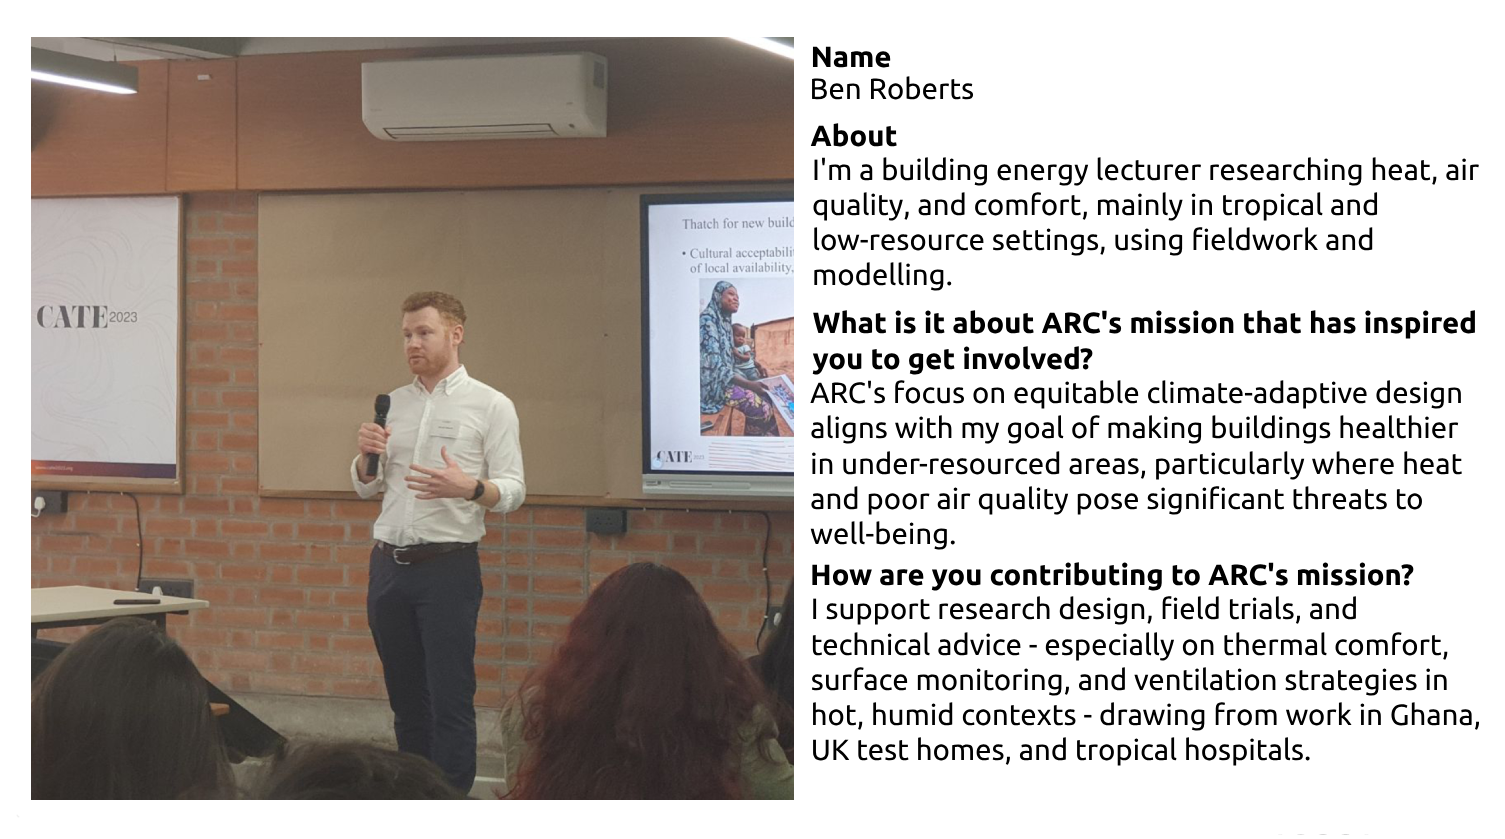 CATE2023
Thatch for new build
• Cultural acceptabili
of local availability,
CATE 2023
Name
Ben Roberts
About
I'm a building energy lecturer researching heat, air
quality, and comfort, mainly in tropical and
low-resource settings, using fieldwork and
modelling.
What is it about ARC's mission that has inspired
you to get involved?
ARC's focus on equitable climate-adaptive design
aligns with my goal of making buildings healthier
in under-resourced areas, particularly where heat
and poor air quality pose significant threats to
well-being.
How are you contributing to ARC's mission?
I support research design, field trials, and
technical advice - especially on thermal comfort,
surface monitoring, and ventilation strategies in
hot, humid contexts - drawing from work in Ghana,
UK test homes, and tropical hospitals.